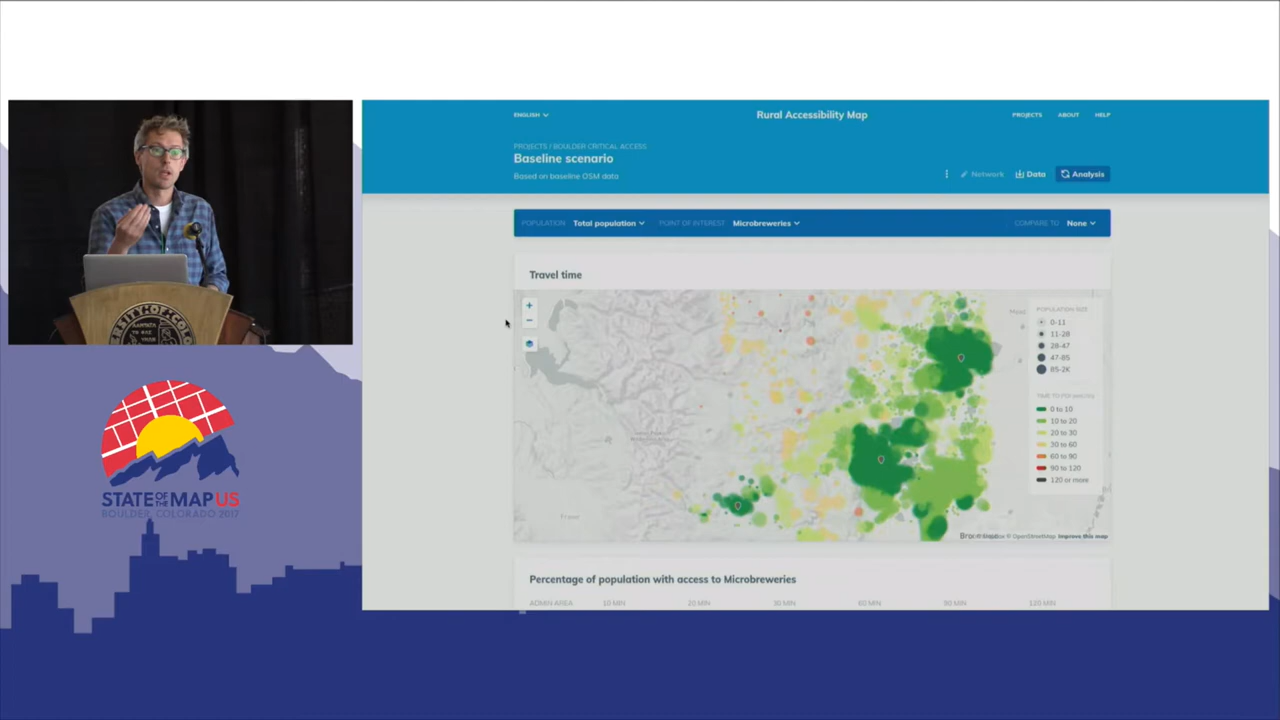 ENGLISH
Rural Accessibility Map
PROJECTS
ABOUT
HELP
PROJECTS / BOULDER CRITICAL ACCESS
Baseline scenario
Based on baseline OSM data
Network
Data
Analysis
POPULATION
Total population
POINT OF INTEREST
Microbreweries
COMPARE TO
None
Travel time
+
−
POPULATION SIZE
0-11
11-28
28-47
47-85
85-2K
0 to 10
10 to 20
20 to 30
30 to 60
60 to 90
90 to 120
120 or more
Fraser
© OpenStreetMap Improve this map
Percentage of population with access to Microbreweries
ADMIN AREA
10 MIN
20 MIN
30 MIN
60 MIN
90 MIN
120 MIN
STATE OF THE MAP US
BOULDER, COLORADO 2017